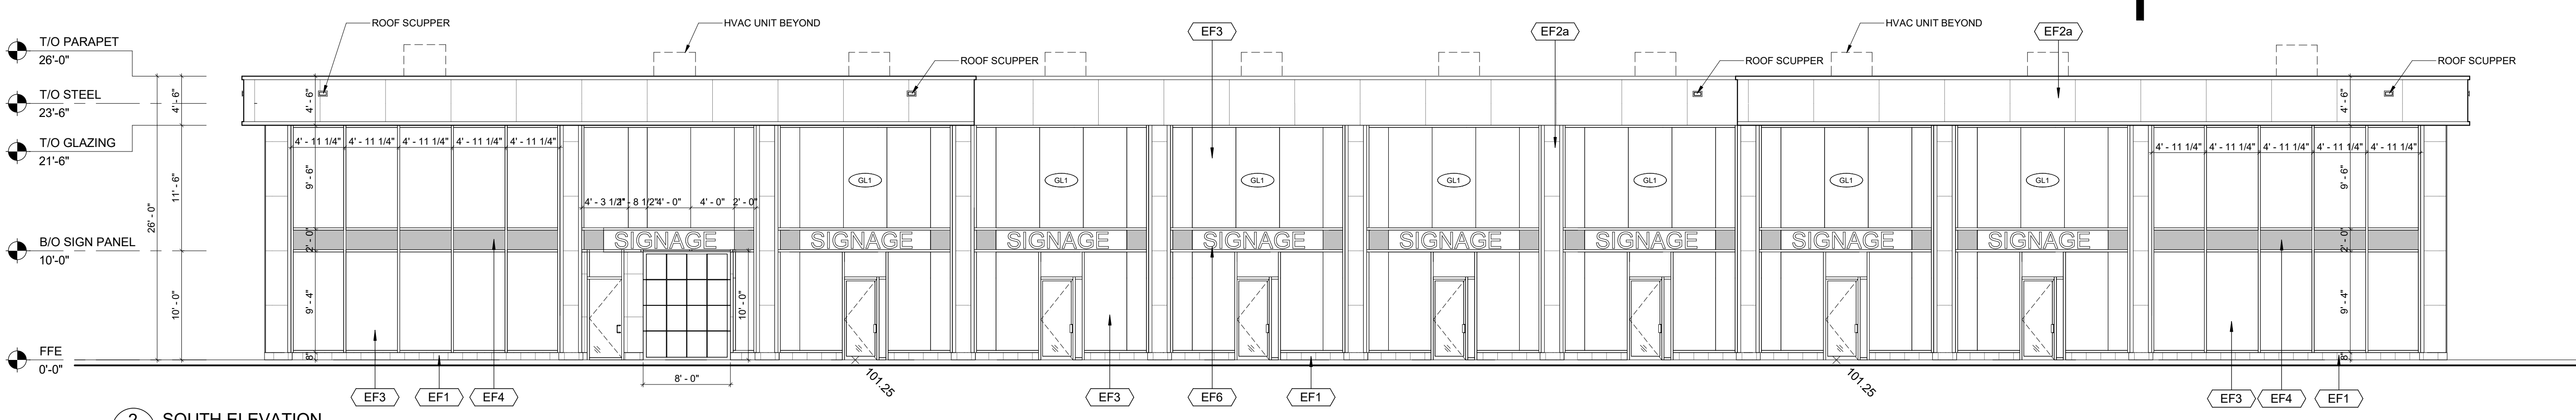 ROOF SCUPPER
HVAC UNIT BEYOND
EF3
EF2a
HVAC UNIT BEYOND
EF2a
T/O PARAPET
26'-0"
ROOF SCUPPER
ROOF SCUPPER
ROOF SCUPPER
T/O STEEL
23'-6"
4' - 6"
4' - 6"
4' - 6"
T/O GLAZING
21'-6"
4' - 11 1/4" 4' - 11 1/4" 4' - 11 1/4" 4' - 11 1/4" 4' - 11 1/4"
4' - 11 1/4" 4' - 11 1/4" 4' - 11 1/4" 4' - 11 1/4" 4' - 11 1/4"
26' - 0"
11' - 6"
9' - 6"
GL1
GL1
GL1
GL1
GL1
GL1
GL1
9' - 6"
4' - 3 1/2" 8 1/2" 4' - 0" 4' - 0" 2' - 0"
B/O SIGN PANEL
10'-0"
2' - 0"
SIGNAGE
SIGNAGE
SIGNAGE
SIGNAGE
SIGNAGE
SIGNAGE
SIGNAGE
SIGNAGE
2' - 0"
10' - 0"
9' - 4"
10' - 0"
9' - 4"
FFE
0'-0"
8"
8"
8' - 0"
101.25
101.25
EF3
EF1
EF4
EF3
EF6
EF1
EF3
EF4
EF1
2
SOUTH ELEVATION